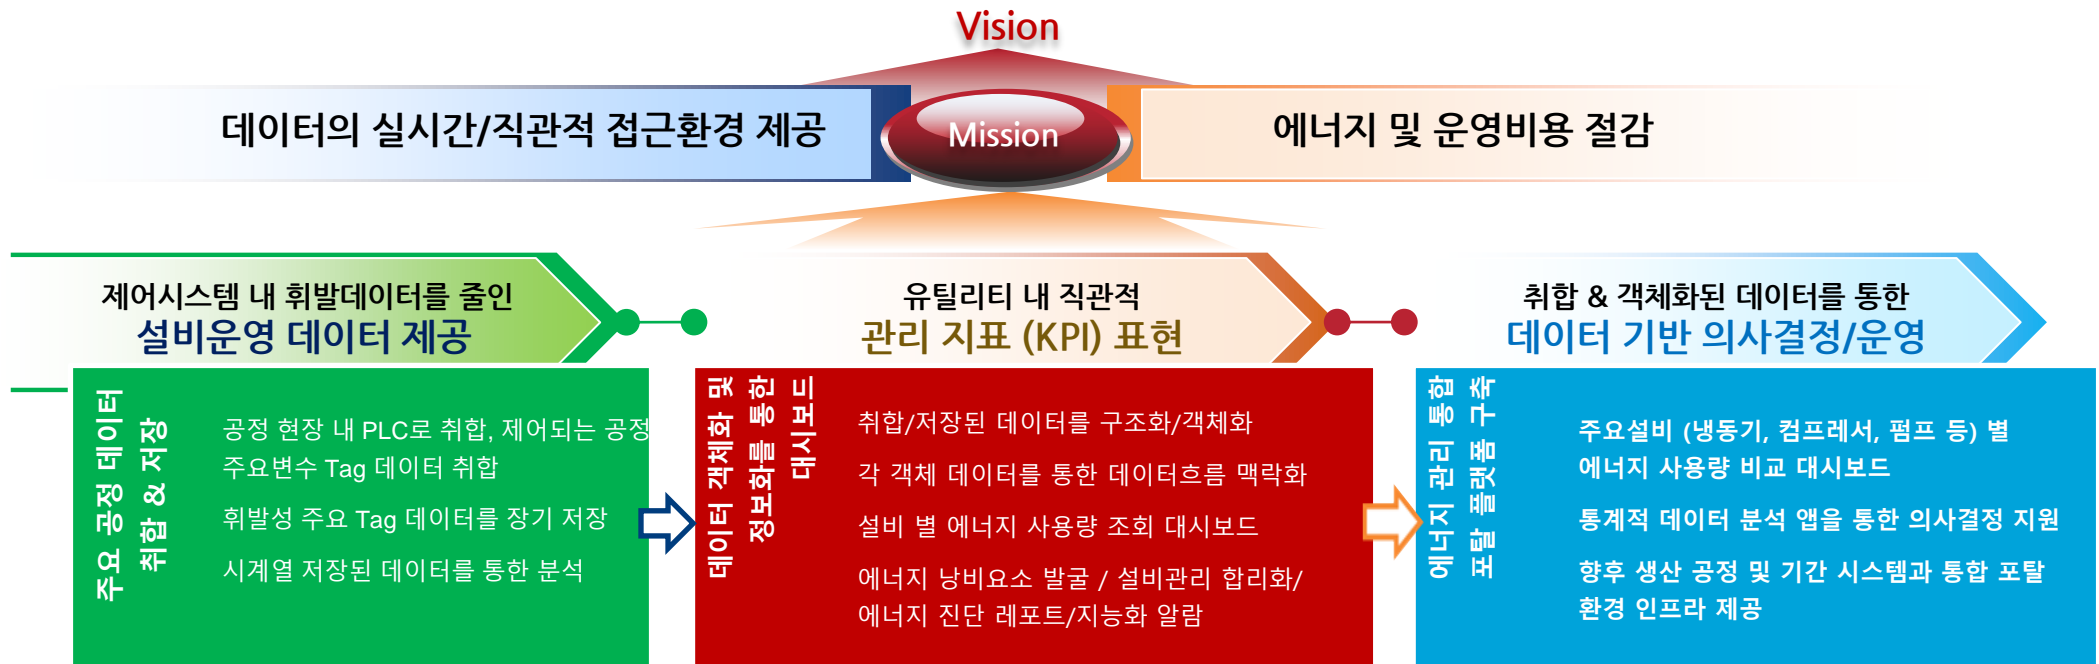 Vision
데이터의 실시간/직관적 접근환경 제공
Mission
에너지 및 운영비용 절감
제어시스템 내 휘발데이터를 줄인
설비운영 데이터 제공
유틸리티 내 직관적
관리 지표 (KPI) 표현
취합 & 객체화된 데이터를 통한
데이터 기반 의사결정/운영
주요 공정 데이터
취합 & 저장
공정 현장 내 PLC로 취합, 제어되는 공정
주요변수 Tag 데이터 취합
휘발성 주요 Tag 데이터를 장기 저장
시계열 저장된 데이터를 통한 분석
데이터 객체화 및
정보화를 통한
대시보드
취합/저장된 데이터를 구조화/객체화
각 객체 데이터를 통한 데이터흐름 맥락화
설비 별 에너지 사용량 조회 대시보드
에너지 낭비요소 발굴 / 설비관리 합리화/
에너지 진단 레포트/지능화 알람
에너지 관리 통합
포탈 플랫폼 구축
주요설비 (냉동기, 컴프레서, 펌프 등) 별
에너지 사용량 비교 대시보드
통계적 데이터 분석 앱을 통한 의사결정 지원
향후 생산 공정 및 기간 시스템과 통합 포탈
환경 인프라 제공